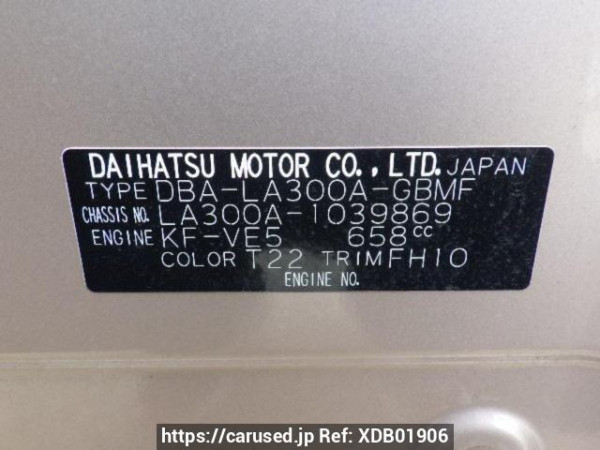 DAIHATSU MOTOR CO., LTD. JAPAN
TYPE DBA-LA300A-GBMF
CHASSIS NO. LA300A-1039869
ENGINE KF-VE5 658cc
COLOR T22 TRIM FH10
ENGINE NO.
https://carused.jp Ref: XDB01906